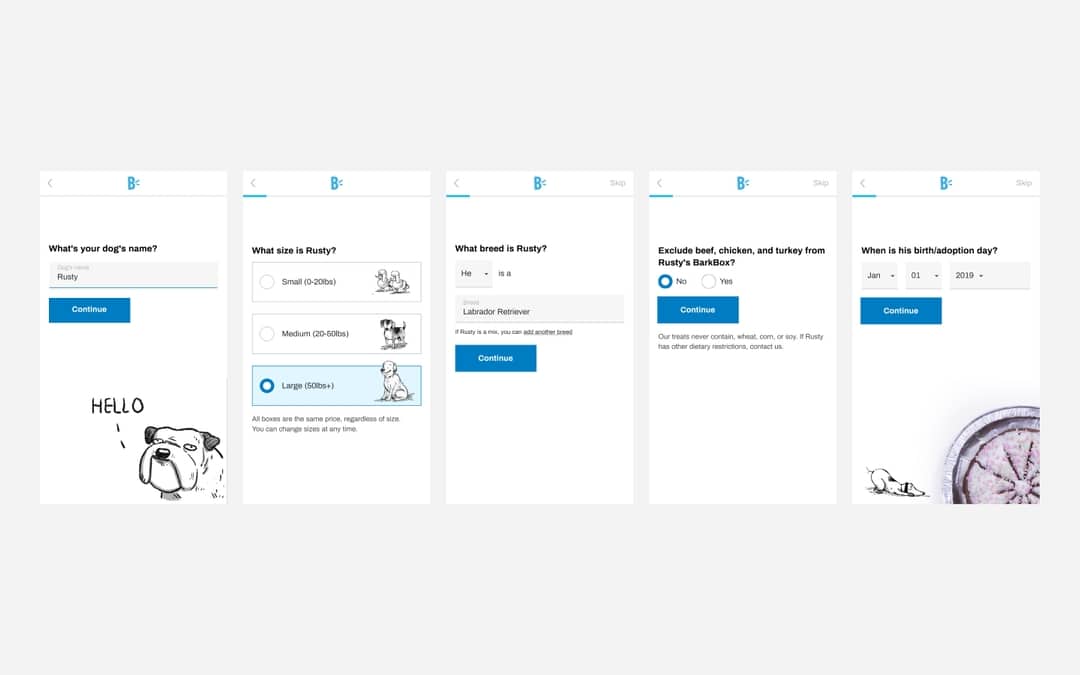 B
What's your dog's name?
Dog's name
Rusty
Continue
HELLO
B
What size is Rusty?
Small (0-20lbs)
Medium (20-50lbs)
Large (50lbs+)
All boxes are the same price, regardless of size.
You can change sizes at any time.
B
Skip
What breed is Rusty?
He
is a
Breed
Labrador Retriever
If Rusty is a mix, you can add another breed
Continue
B
Skip
Exclude beef, chicken, and turkey from
Rusty's BarkBox?
No
Yes
Continue
Our treats never contain, wheat, corn, or soy. If Rusty
has other dietary restrictions, contact us.
B
Skip
When is his birth/adoption day?
Jan
01
2019
Continue